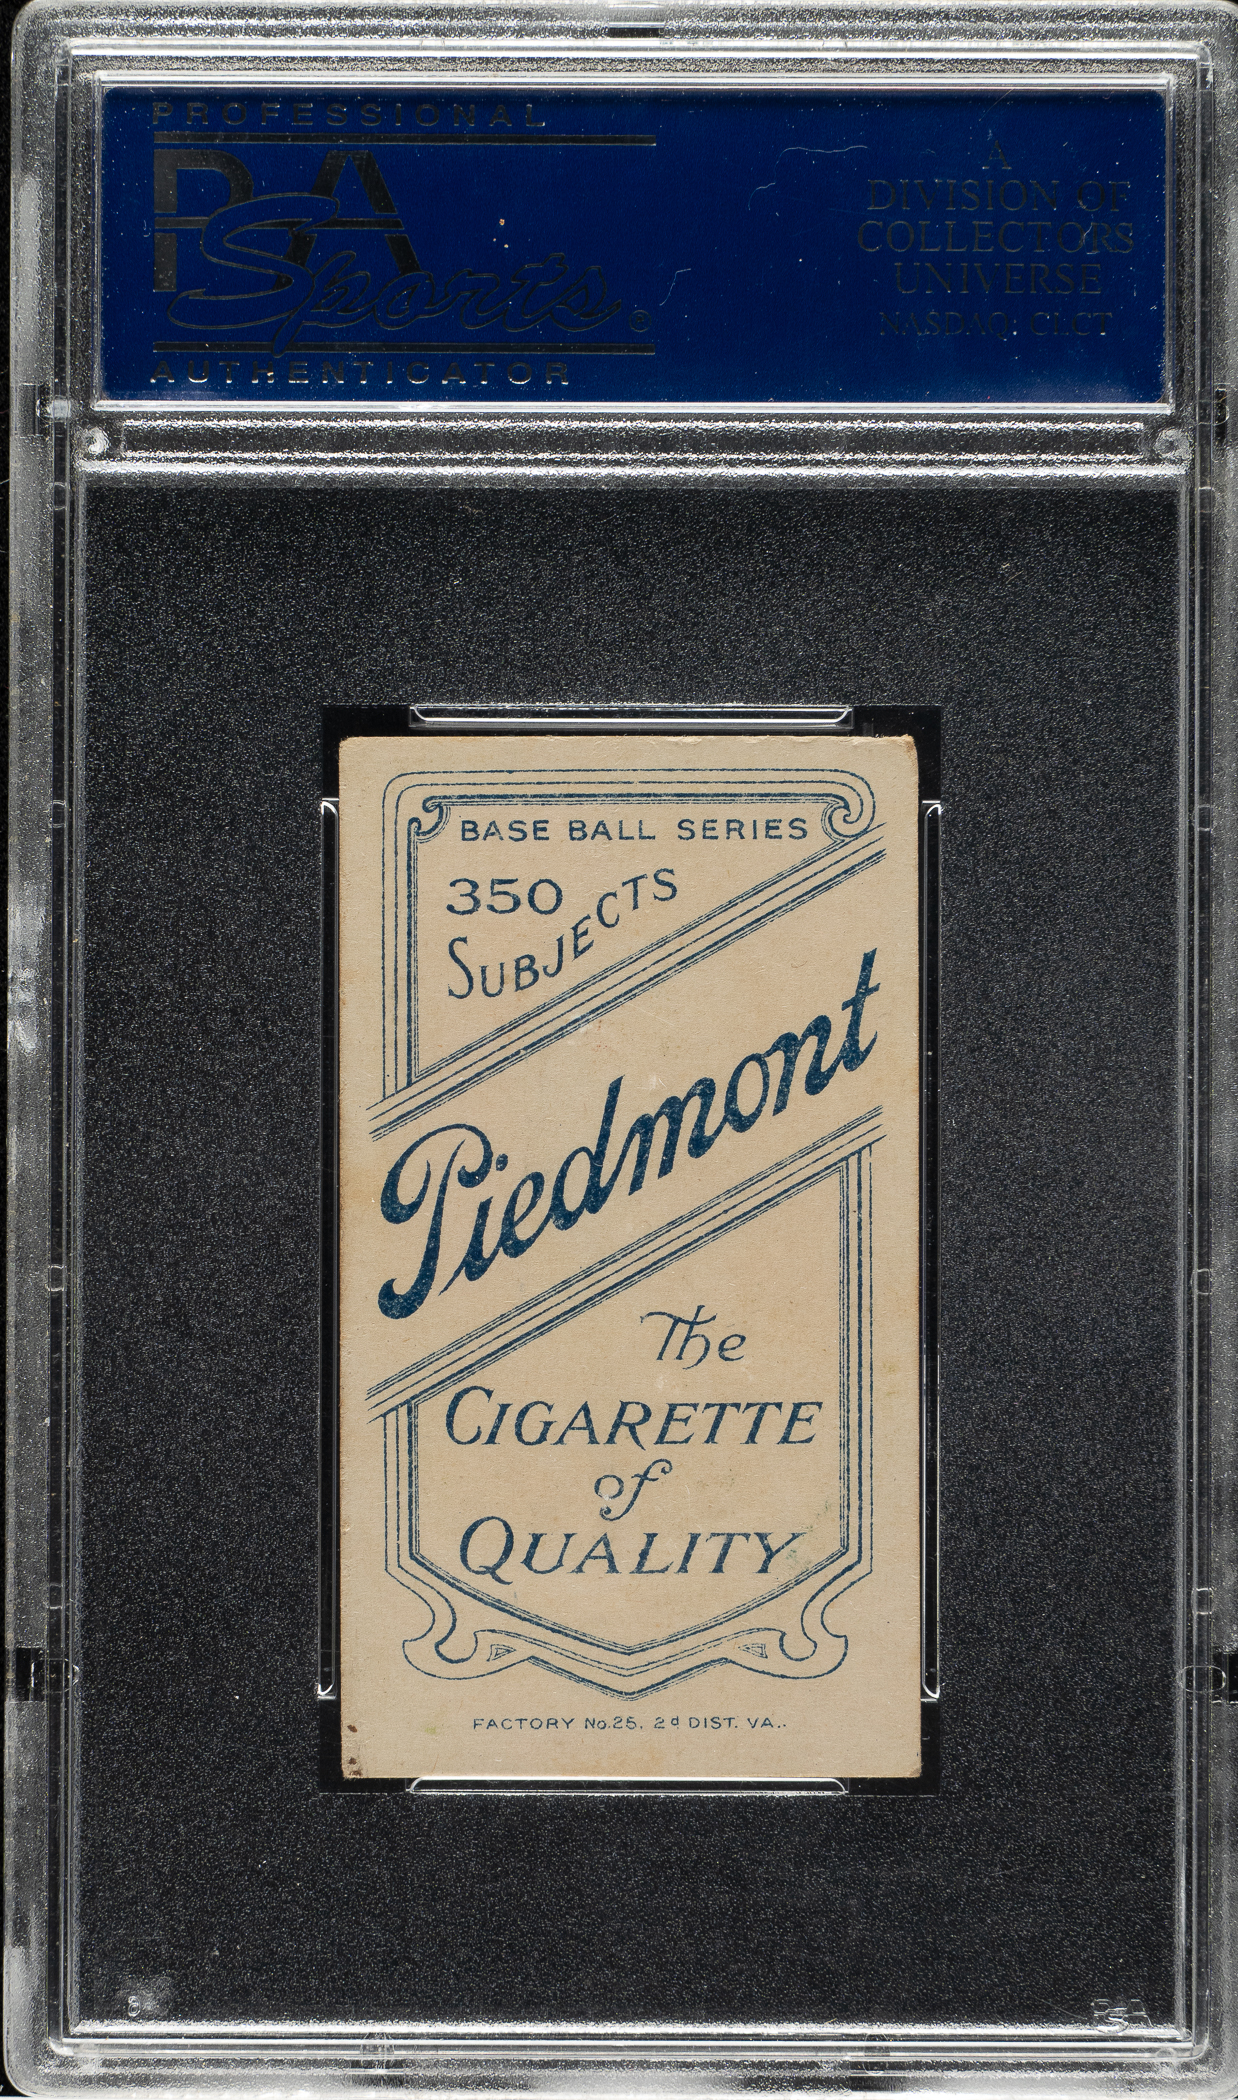 PROFESSIONAL
PSA
Sports®
AUTHENTICATOR
A
DIVISION OF
COLLECTORS
UNIVERSE
NASDAQ: CLCT
BASE BALL SERIES
350
SUBJECTS
Piedmont
The
CIGARETTE
of
QUALITY
FACTORY No.25, 2d DIST. VA..
PSA